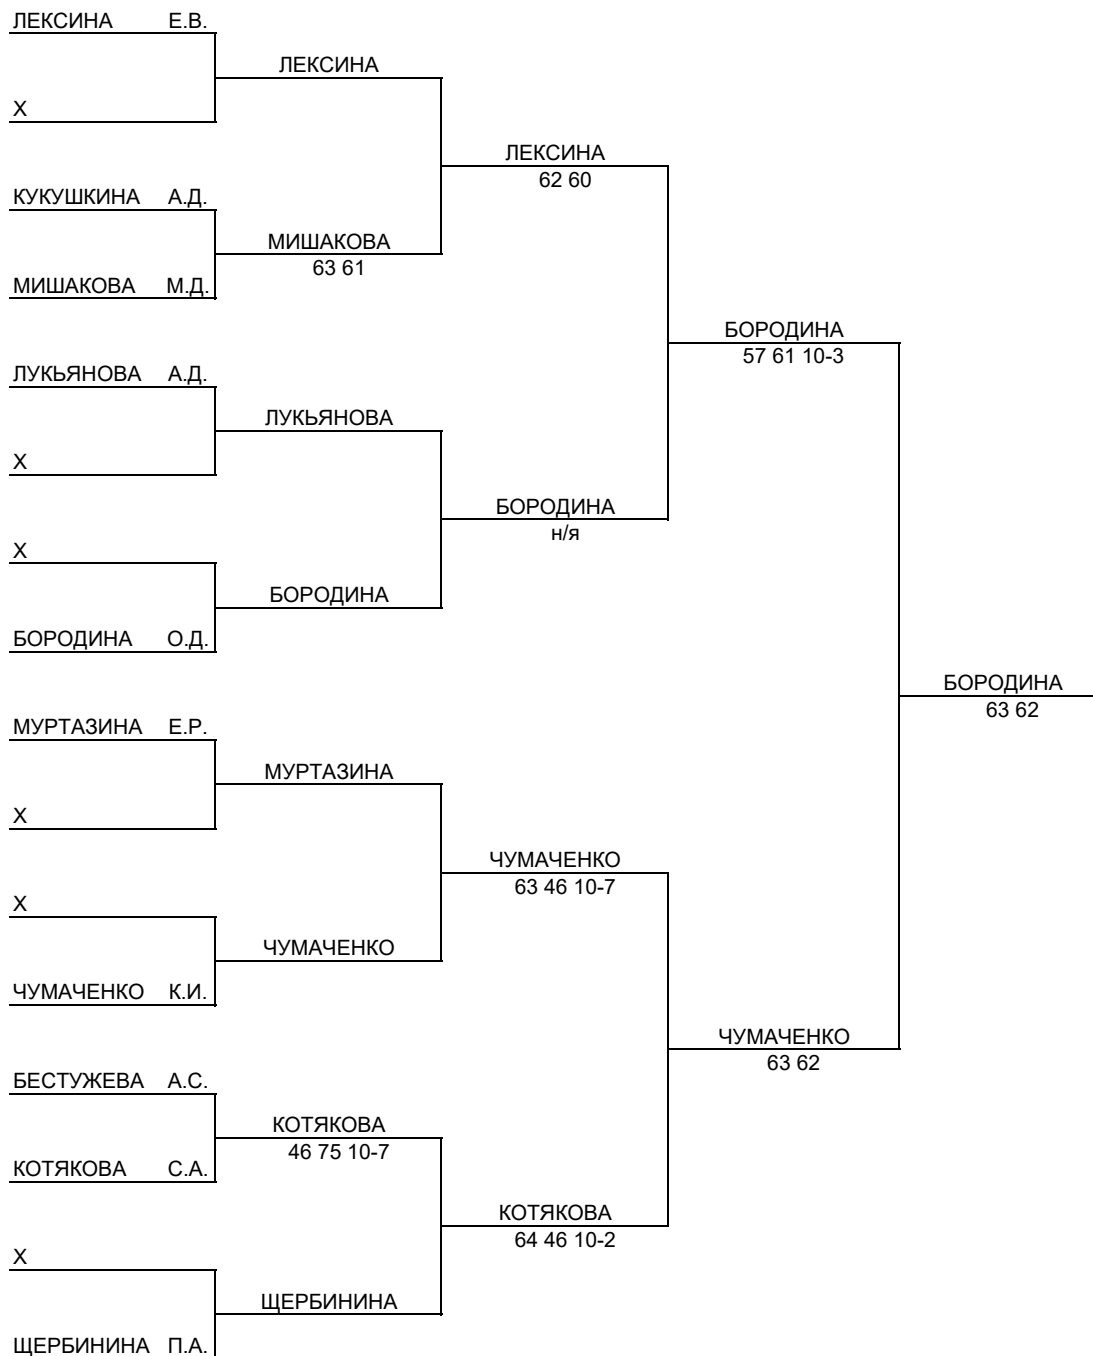 ЛЕКСИНА Е.В.
ЛЕКСИНА
X
ЛЕКСИНА
62 60
КУКУШКИНА А.Д.
МИШАКОВА
63 61
МИШАКОВА М.Д.
БОРОДИНА
57 61 10-3
ЛУКЬЯНОВА А.Д.
ЛУКЬЯНОВА
X
БОРОДИНА
н/я
X
БОРОДИНА
БОРОДИНА О.Д.
БОРОДИНА
63 62
МУРТАЗИНА Е.Р.
МУРТАЗИНА
X
ЧУМАЧЕНКО
63 46 10-7
X
ЧУМАЧЕНКО
ЧУМАЧЕНКО К.И.
ЧУМАЧЕНКО
63 62
БЕСТУЖЕВА А.С.
КОТЯКОВА
46 75 10-7
КОТЯКОВА С.А.
КОТЯКОВА
64 46 10-2
X
ЩЕРБИНИНА
ЩЕРБИНИНА П.А.